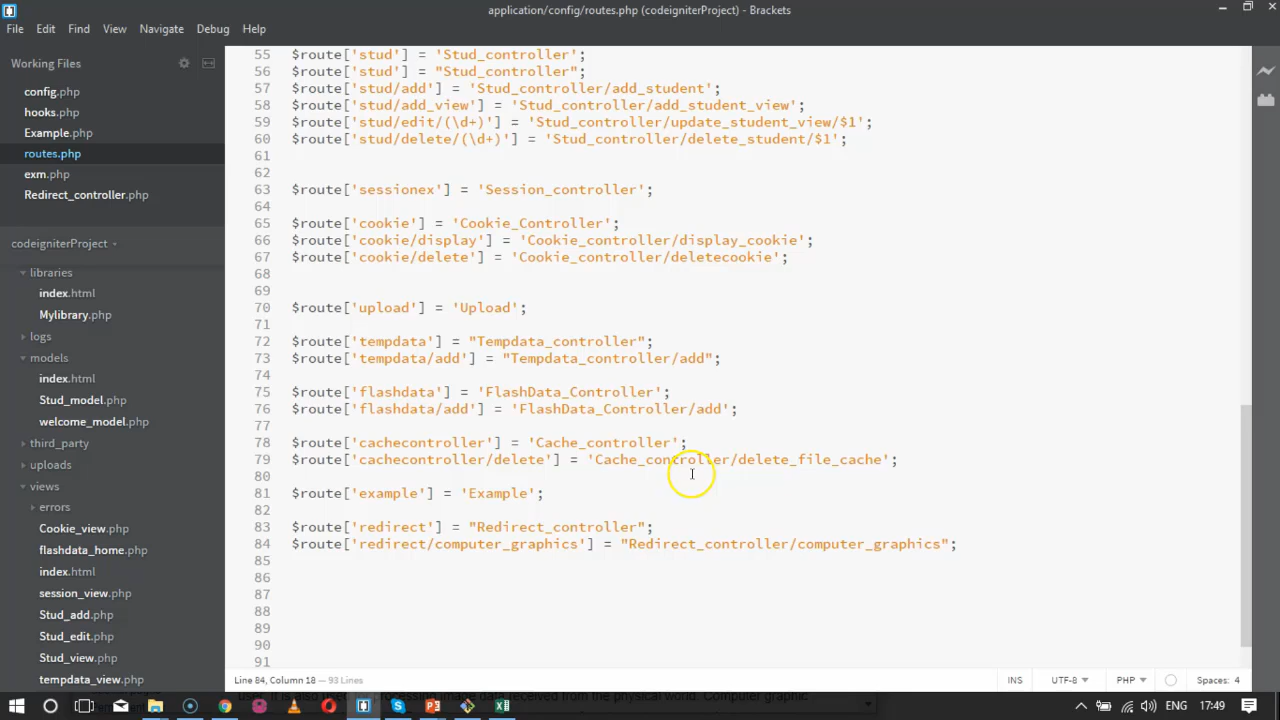 application/config/routes.php (codeigniterProject) - Brackets
File Edit Find View Navigate Debug Help
Working Files
config.php
hooks.php
Example.php
routes.php
exm.php
Redirect_controller.php
codeigniterProject
libraries
index.html
Mylibrary.php
logs
models
index.html
Stud_model.php
welcome_model.php
third_party
uploads
views
errors
Cookie_view.php
flashdata_home.php
index.html
session_view.php
Stud_add.php
Stud_edit.php
Stud_view.php
tempdata_view.php
55 $route['stud'] = 'Stud_controller';
56 $route['stud'] = "Stud_controller";
57 $route['stud/add'] = 'Stud_controller/add_student';
58 $route['stud/add_view'] = 'Stud_controller/add_student_view';
59 $route['stud/edit/(\d+)'] = 'Stud_controller/update_student_view/$1';
60 $route['stud/delete/(\d+)'] = 'Stud_controller/delete_student/$1';
61
62
63 $route['sessionex'] = 'Session_controller';
64
65 $route['cookie'] = 'Cookie_Controller';
66 $route['cookie/display'] = 'Cookie_controller/display_cookie';
67 $route['cookie/delete'] = 'Cookie_controller/deletecookie';
68
69
70 $route['upload'] = 'Upload';
71
72 $route['tempdata'] = "Tempdata_controller";
73 $route['tempdata/add'] = "Tempdata_controller/add";
74
75 $route['flashdata'] = 'FlashData_Controller';
76 $route['flashdata/add'] = 'FlashData_Controller/add';
77
78 $route['cachecontroller'] = 'Cache_controller';
79 $route['cachecontroller/delete'] = 'Cache_controller/delete_file_cache';
80
81 $route['example'] = 'Example';
82
83 $route['redirect'] = "Redirect_controller";
84 $route['redirect/computer_graphics'] = "Redirect_controller/computer_graphics";
85
86
87
88
89
90
91
Line 84, Column 18 — 93 Lines
INS UTF-8 PHP Spaces: 4
ENG 17:49